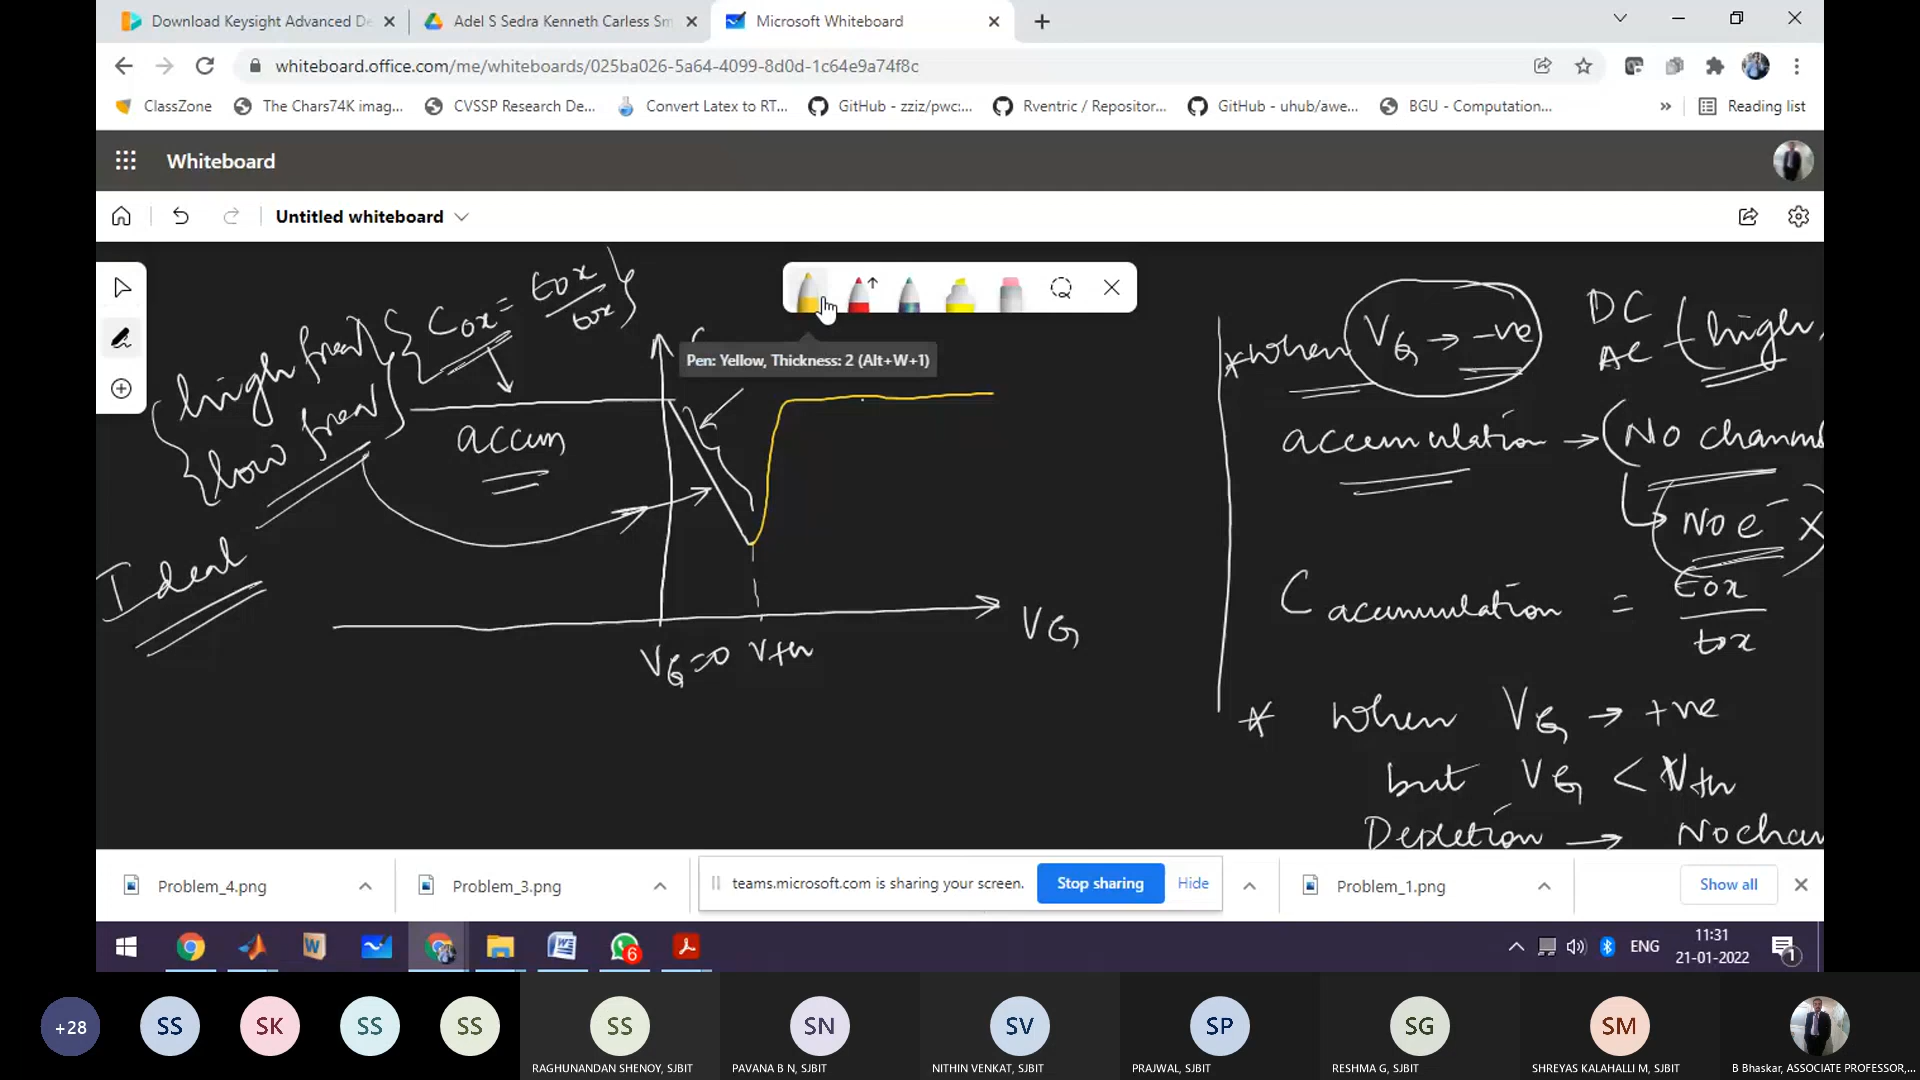 Download Keysight Advanced De
Adel S Sedra Kenneth Carless Sm
Microsoft Whiteboard
whiteboard.office.com/me/whiteboards/025ba026-5a64-4099-8d0d-1c64e9a74f8c
ClassZone
The Chars74K imag...
CVSSP Research De...
Convert Latex to RT...
GitHub - zziz/pwc:...
Rventric / Repositor...
GitHub - uhub/awe...
BGU - Computation...
»
Reading list
Whiteboard
Untitled whiteboard
Pen: Yellow, Thickness: 2 (Alt+W+1)
{ Cox = εox / tox }
{ high freq
{ low freq
Ideal
accum
VG=0 Vth
VG
* when VG → -ve
DC
AC - (high,
accumulation → (No chann
No e⁻ X
C accumulation = εox / tox
* when VG → +ve
but VG < Vth
Depletion → No chan
Problem_4.png
Problem_3.png
teams.microsoft.com is sharing your screen.
Stop sharing
Hide
Problem_1.png
Show all
6
ENG
11:31
21-01-2022
1
+28
SS
SK
SS
SS
SS
RAGHUNANDAN SHENOY, SJBIT
SN
PAVANA B N, SJBIT
SV
NITHIN VENKAT, SJBIT
SP
PRAJWAL, SJBIT
SG
RESHMA G, SJBIT
SM
SHREYAS KALAHALLI M, SJBIT
B Bhaskar, ASSOCIATE PROFESSOR,...